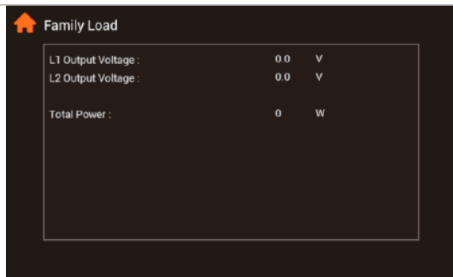 Family Load
L1 Output Voltage : 0.0 V
L2 Output Voltage : 0.0 V
Total Power : 0 W